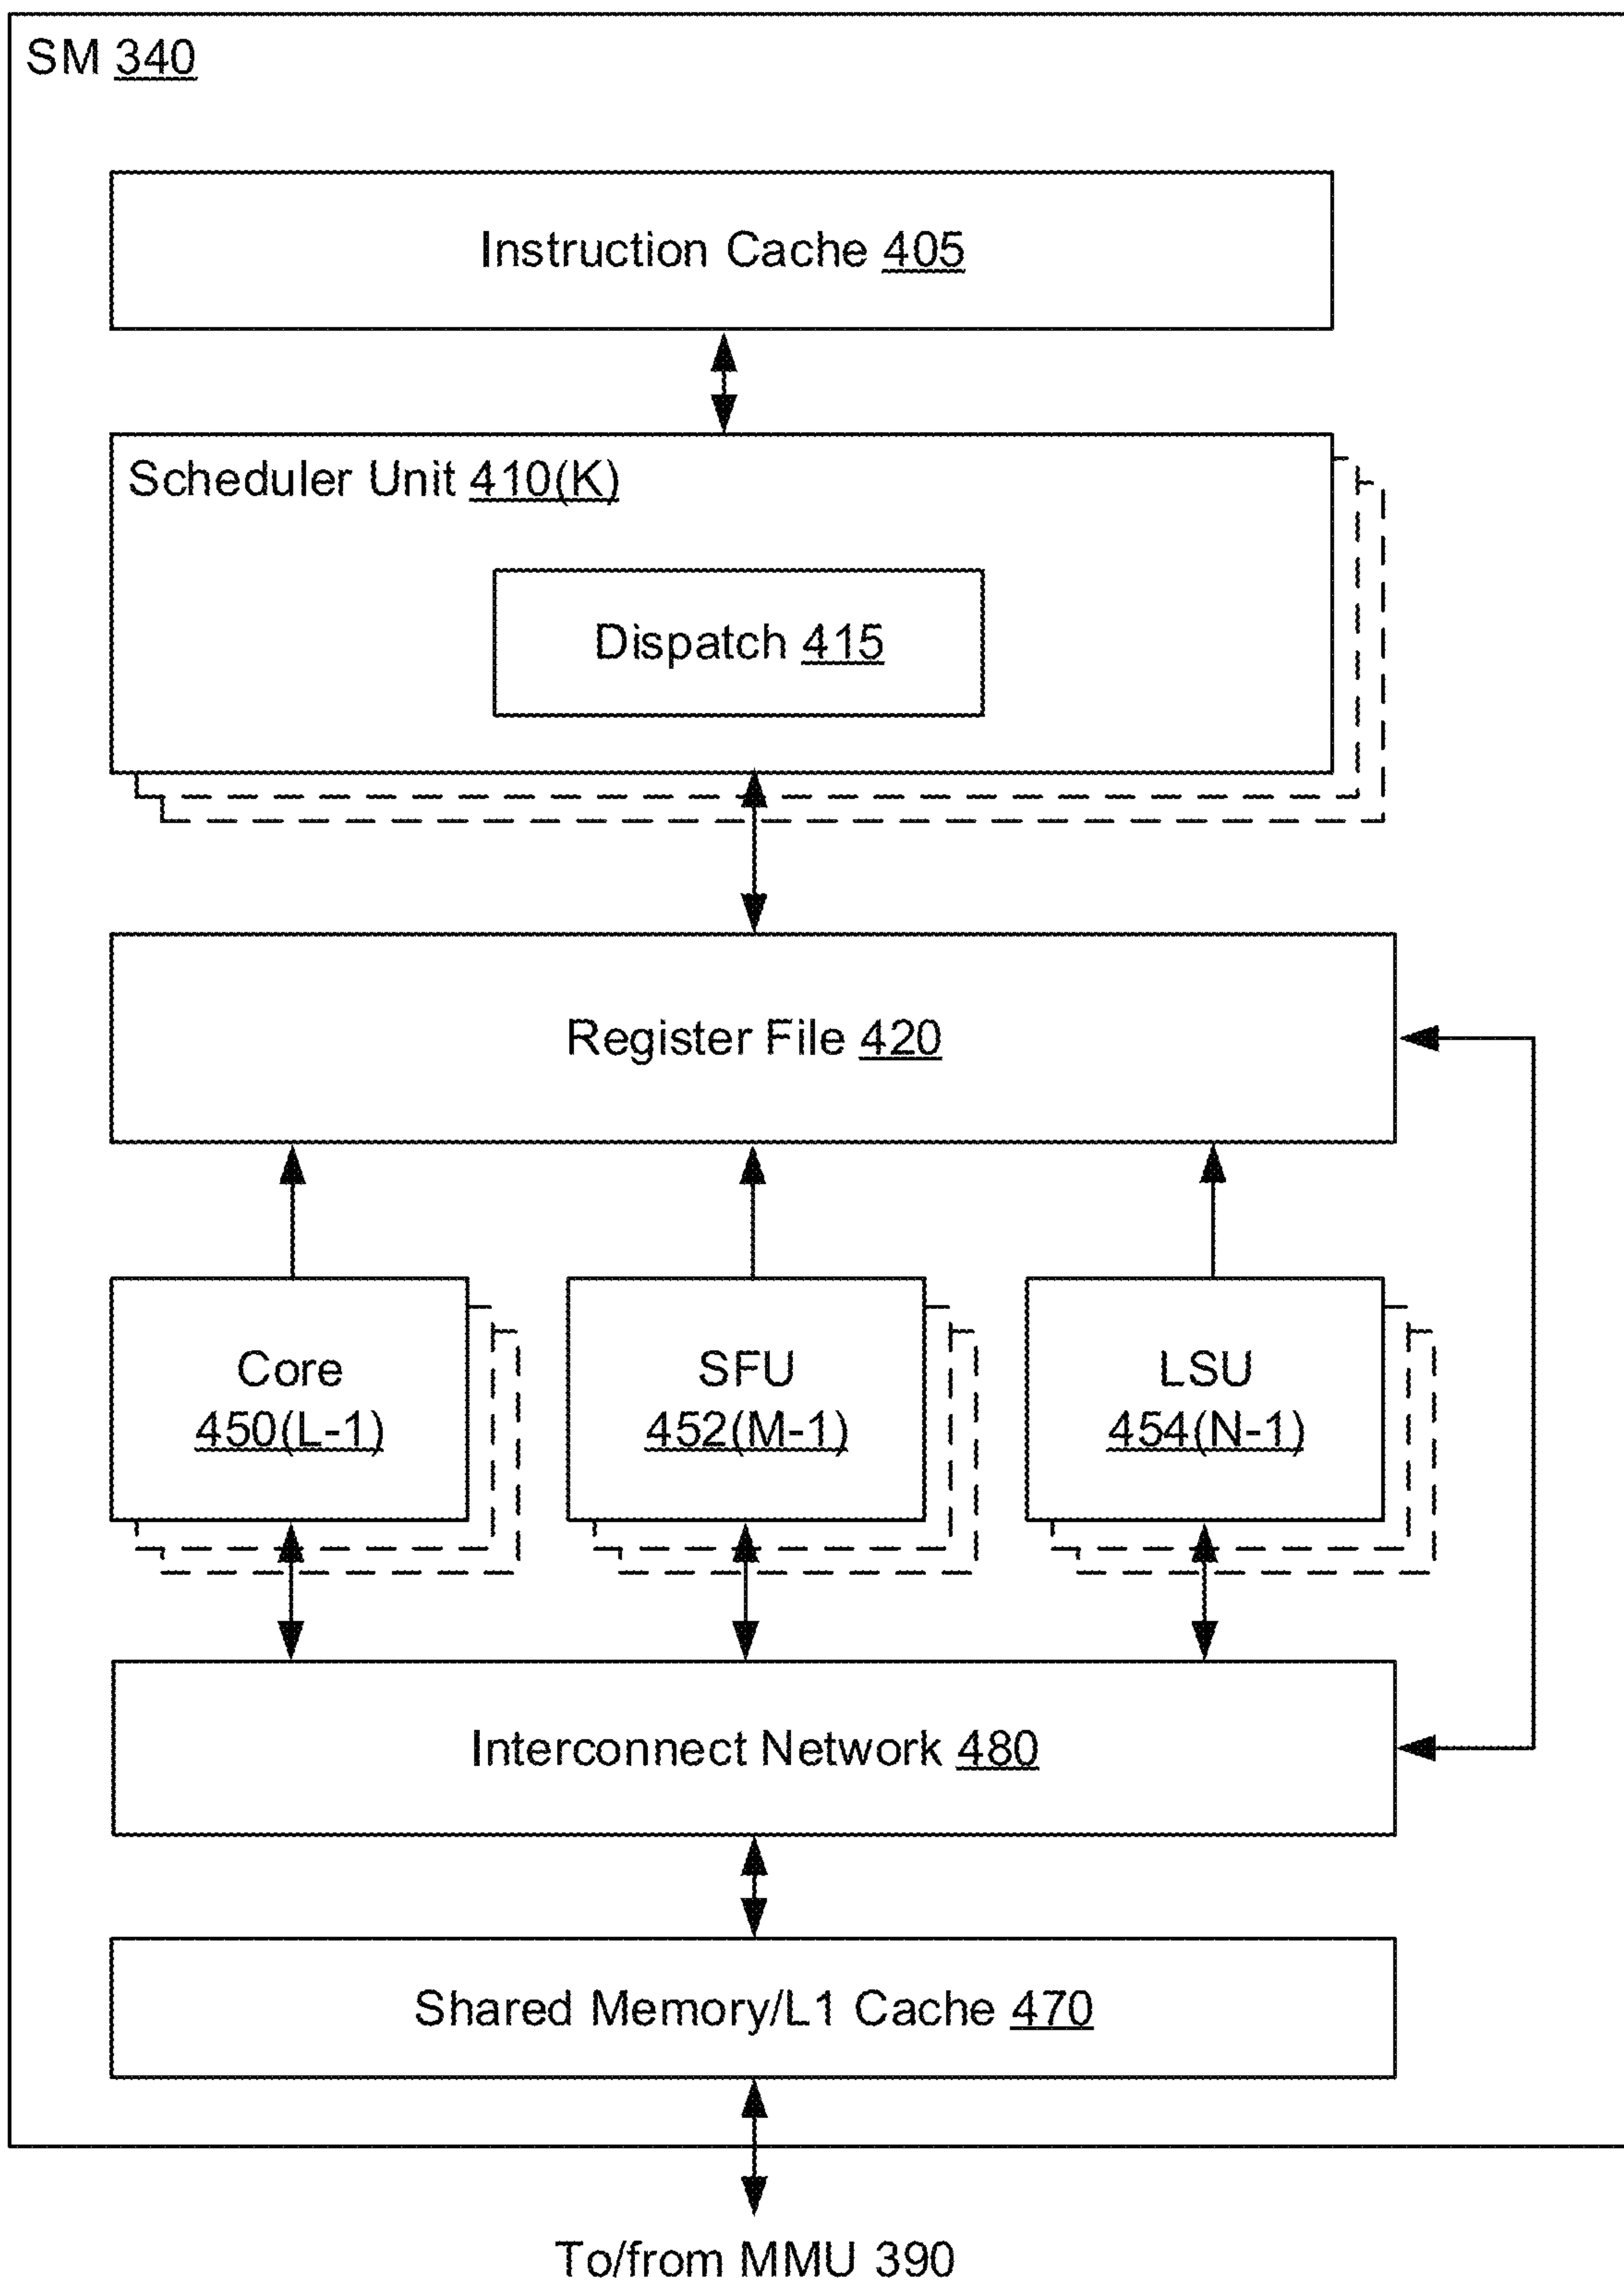 SM 340
Instruction Cache 405
Scheduler Unit 410(K)
Dispatch 415
Register File 420
Core
450(L-1)
SFU
452(M-1)
LSU
454(N-1)
Interconnect Network 480
Shared Memory/L1 Cache 470
To/from MMU 390